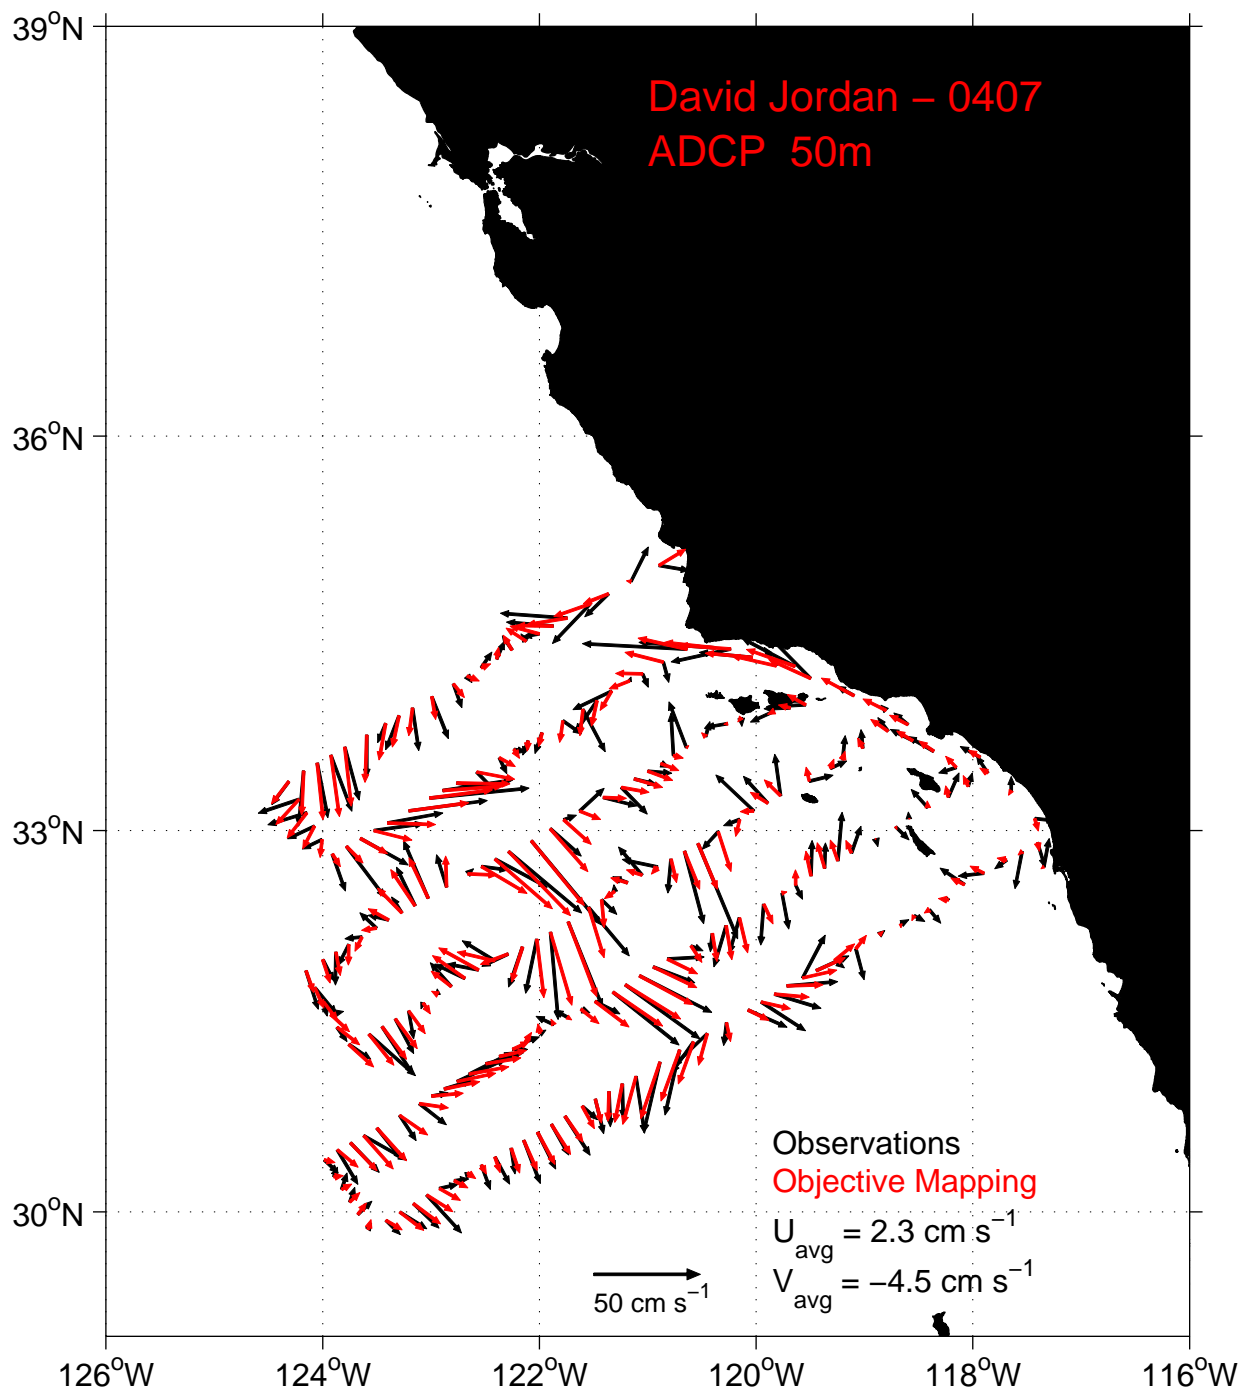 39°N
David Jordan – 0407
ADCP 50m
36°N
33°N
30°N
Observations
Objective Mapping
U_avg = 2.3 cm s⁻¹
V_avg = −4.5 cm s⁻¹
50 cm s⁻¹
126°W 124°W 122°W 120°W 118°W 116°W